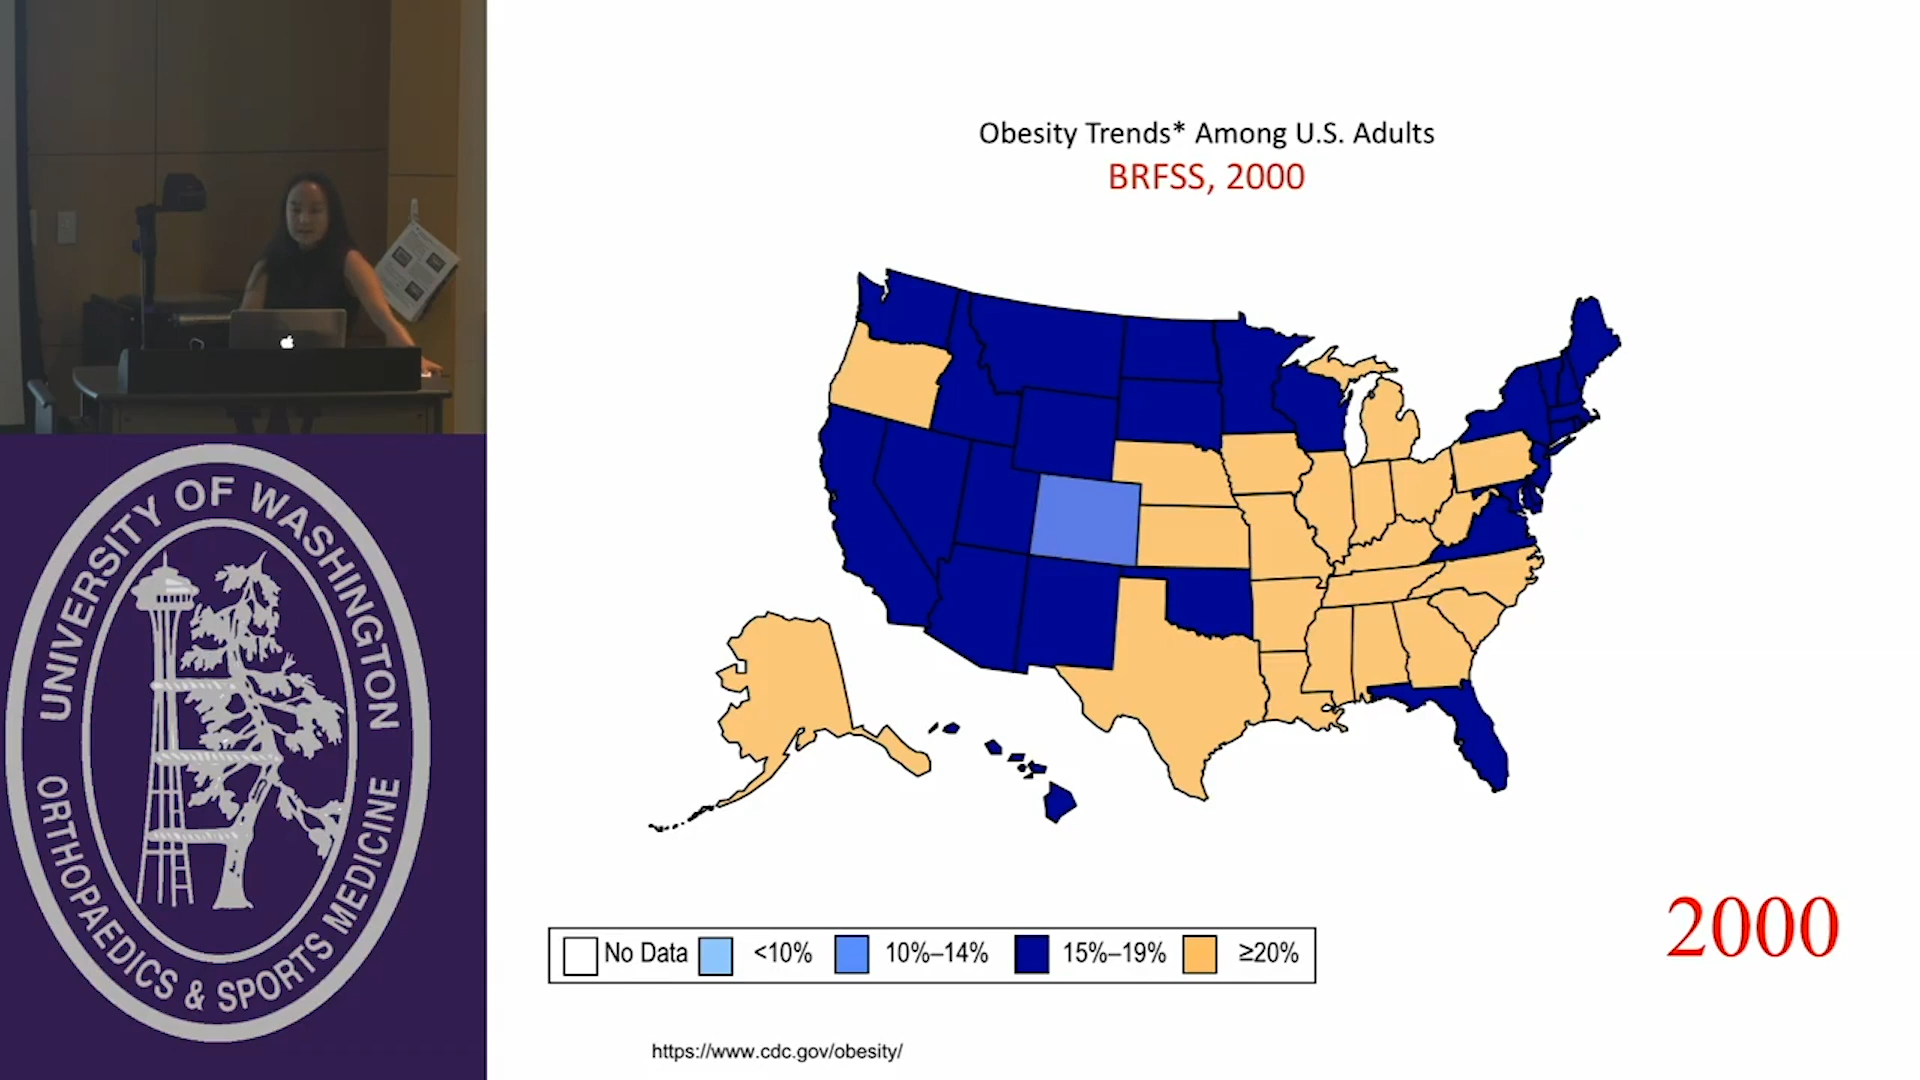 UNIVERSITY OF WASHINGTON
ORTHOPAEDICS & SPORTS MEDICINE
Obesity Trends* Among U.S. Adults
BRFSS, 2000
No Data <10% 10%–14% 15%–19% ≥20%
2000
https://www.cdc.gov/obesity/